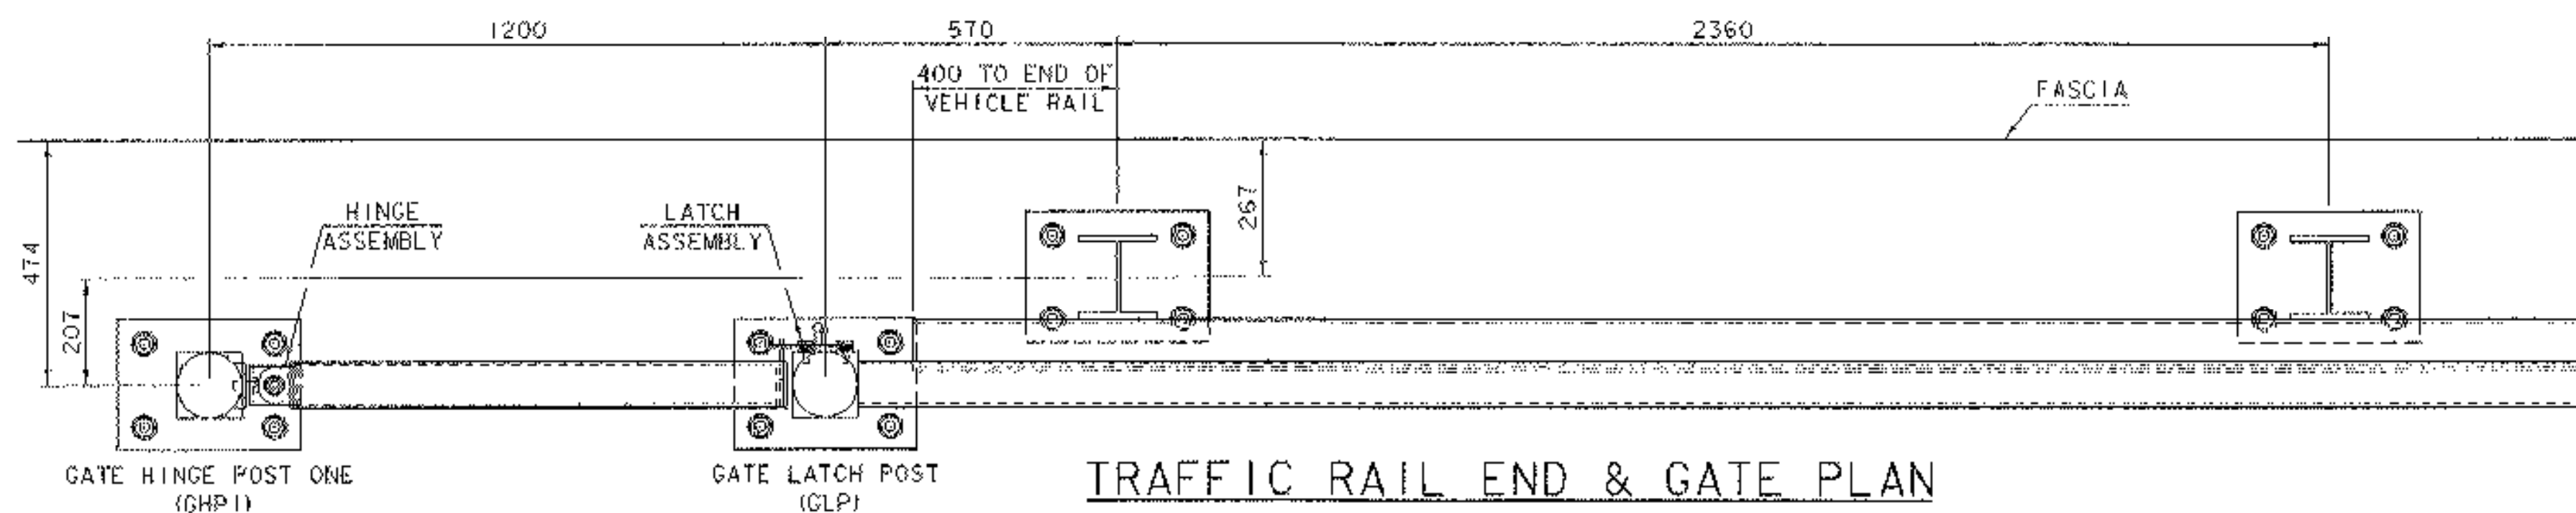 1200
570
2360
400 TO END OF
VEHICLE RAIL
FASCIA
474
207
267
HINGE
ASSEMBLY
LATCH
ASSEMBLY
GATE HINGE POST ONE
(GHP1)
GATE LATCH POST
(GLP)
TRAFFIC RAIL END & GATE PLAN